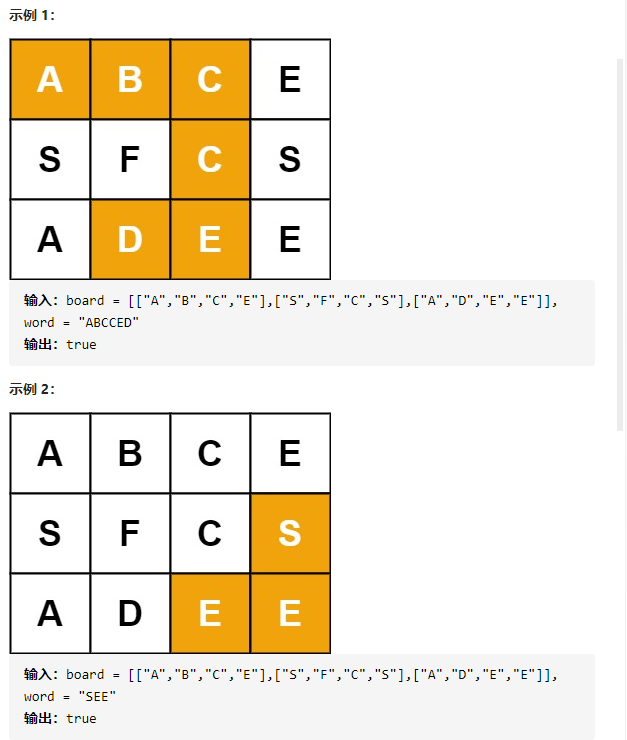 示例 1：
A B C E
S F C S
A D E E
输入：board = [["A","B","C","E"],["S","F","C","S"],["A","D","E","E"]],
word = "ABCCED"
输出：true
示例 2：
A B C E
S F C S
A D E E
输入：board = [["A","B","C","E"],["S","F","C","S"],["A","D","E","E"]],
word = "SEE"
输出：true